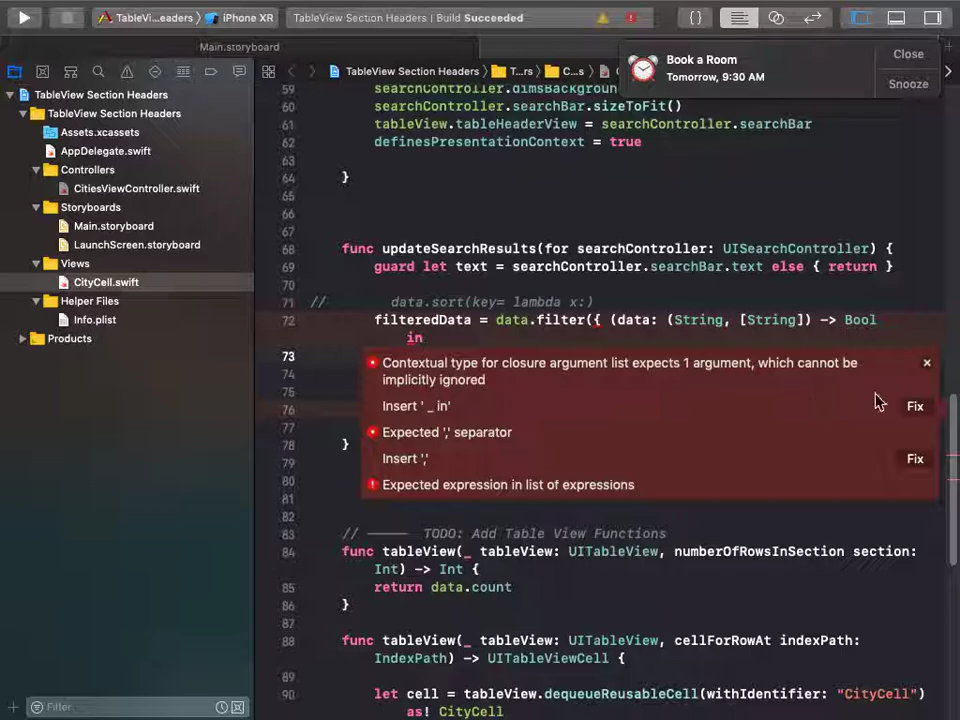 TableVi...eaders
iPhone XR
TableView Section Headers | Build Succeeded
Main.storyboard
Book a Room
Tomorrow, 9:30 AM
Close
Snooze
TableView Section Headers
T...rs
C...s
TableView Section Headers
TableView Section Headers
Assets.xcassets
AppDelegate.swift
Controllers
CitiesViewController.swift
Storyboards
Main.storyboard
LaunchScreen.storyboard
Views
CityCell.swift
Helper Files
Info.plist
Products
Filter
59 searchController.dimsBackgroun
60 searchController.searchBar.sizeToFit()
61 tableView.tableHeaderView = searchController.searchBar
62 definesPresentationContext = true
63
64 }
65
66
67
68 func updateSearchResults(for searchController: UISearchController) {
69 guard let text = searchController.searchBar.text else { return }
70
71 // data.sort(key= lambda x:)
72 filteredData = data.filter({ (data: (String, [String]) -> Bool
in
73
Contextual type for closure argument list expects 1 argument, which cannot be
implicitly ignored
74
75
Insert ' _ in'
Fix
76
77
Expected ',' separator
78 }
79
Insert ','
Fix
80
Expected expression in list of expressions
81
82
83 // ——— TODO: Add Table View Functions
84 func tableView(_ tableView: UITableView, numberOfRowsInSection section:
Int) -> Int {
85 return data.count
86 }
87
88 func tableView(_ tableView: UITableView, cellForRowAt indexPath:
IndexPath) -> UITableViewCell {
89
90 let cell = tableView.dequeueReusableCell(withIdentifier: "CityCell")
as! CityCell